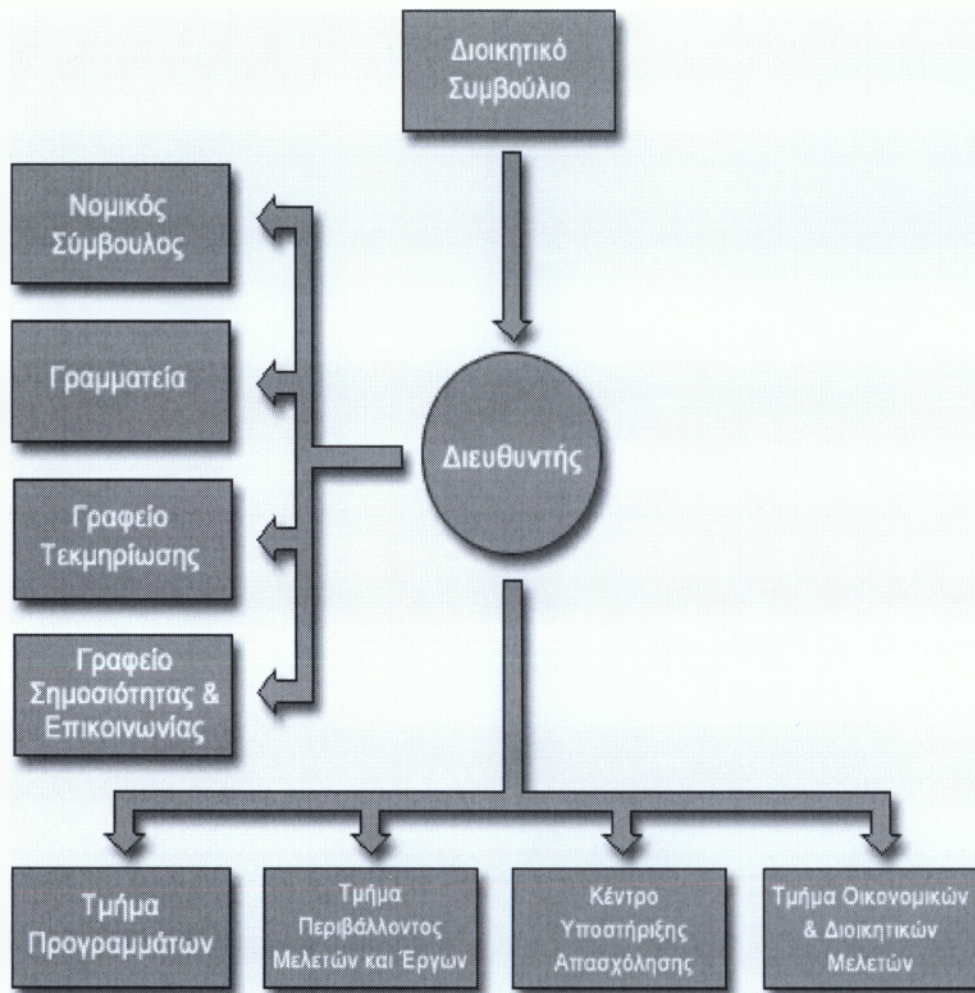 Διοικητικό
Συμβούλιο
Νομικός
Σύμβουλος
Γραμματεία
Διευθυντής
Γραφείο
Τεκμηρίωσης
Γραφείο
Σημοσιότητας &
Επικοινωνίας
Τμήμα
Προγραμμάτων
Τμήμα
Περιβάλλοντος
Μελετών και Έργων
Κέντρο
Υποστήριξης
Απασχόλησης
Τμήμα Οικονομικών
& Διοικητικών
Μελετών